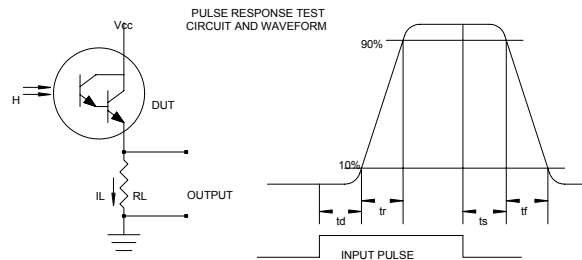 PULSE RESPONSE TEST
CIRCUIT AND WAVEFORM
Vcc
H
DUT
IL
RL
OUTPUT
90%
10%
td
tr
ts
tf
INPUT PULSE